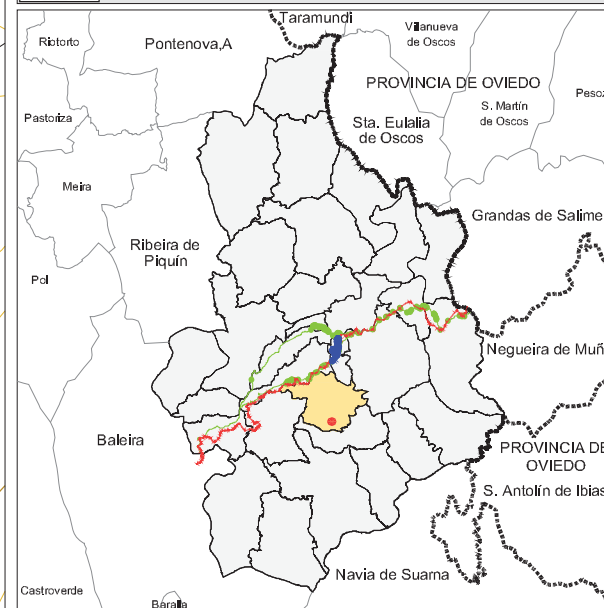 Taramundi
Riotorto
Pontenova,A
Villanueva
de Oscos
PROVINCIA DE OVIEDO
Pesoz
S. Martín
de Oscos
Pastoriza
Sta. Eulalia
de Oscos
Meira
Grandas de Salime
Ribeira de
Piquín
Pol
Negueira de Muñ
Baleira
PROVINCIA DE
OVIEDO
S. Antolín de Ibias
Navia de Suarna
Castroverde
Baralla